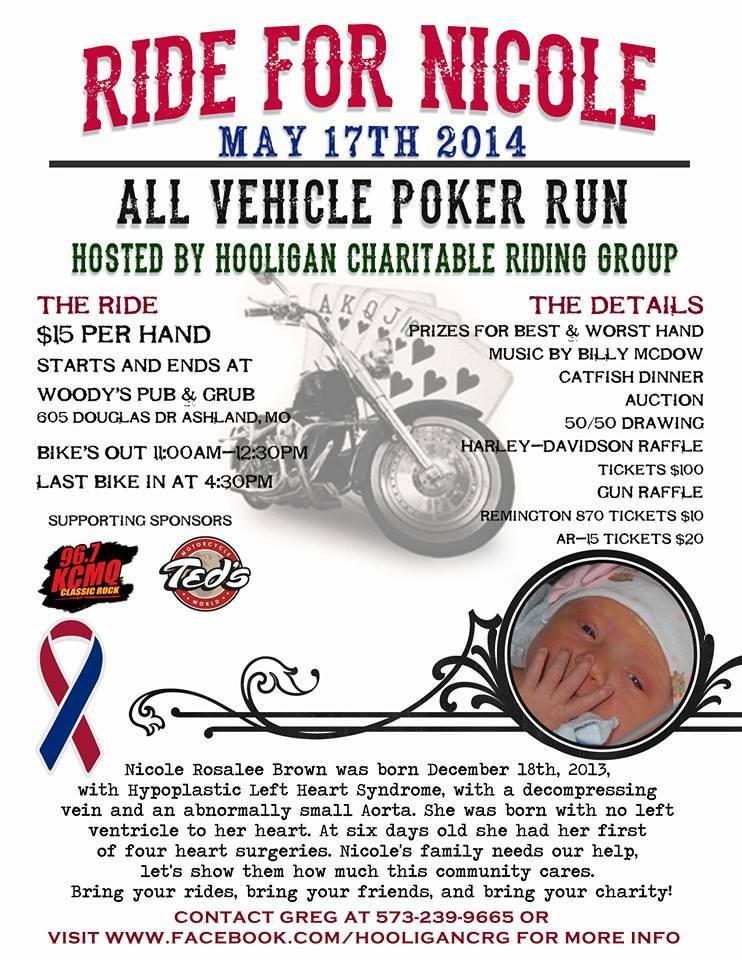 RIDE FOR NICOLE
MAY 17TH 2014
ALL VEHICLE POKER RUN
HOSTED BY HOOLIGAN CHARITABLE RIDING GROUP
THE RIDE
$15 PER HAND
STARTS AND ENDS AT
WOODY'S PUB & GRUB
605 DOUGLAS DR ASHLAND, MO
BIKE'S OUT 11:00AM-12:30PM
LAST BIKE IN AT 4:30PM
SUPPORTING SPONSORS
96.7
KCMQ
CLASSIC ROCK
MOTORCYCLE
Ted's
WORLD
A K Q J 10
THE DETAILS
PRIZES FOR BEST & WORST HAND
MUSIC BY BILLY MCDOW
CATFISH DINNER
AUCTION
50/50 DRAWING
HARLEY-DAVIDSON RAFFLE
TICKETS $100
GUN RAFFLE
REMINGTON 870 TICKETS $10
AR-15 TICKETS $20
Nicole Rosalee Brown was born December 18th, 2013,
with Hypoplastic Left Heart Syndrome, with a decompressing
vein and an abnormally small Aorta. She was born with no left
ventricle to her heart. At six days old she had her first
of four heart surgeries. Nicole's family needs our help,
let's show them how much this community cares.
Bring your rides, bring your friends, and bring your charity!
CONTACT GREG AT 573-239-9665 OR
VISIT WWW.FACEBOOK.COM/HOOLIGANCRG FOR MORE INFO